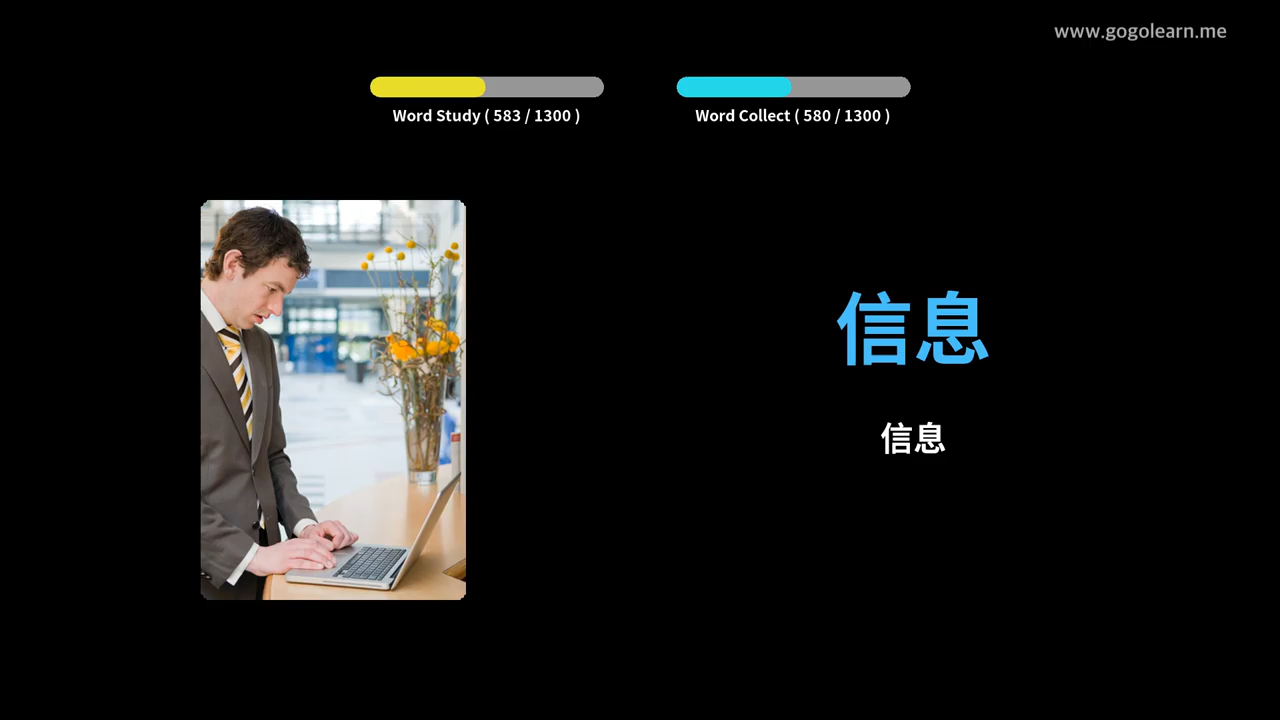 www.gogolearn.me
Word Study ( 583 / 1300 )
Word Collect ( 580 / 1300 )
信息
信息